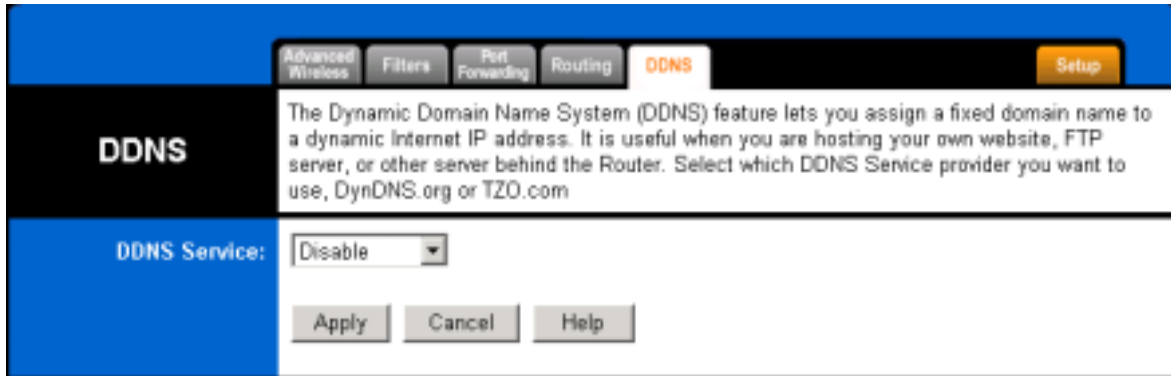 Advanced Wireless
Filters
Port Forwarding
Routing
DDNS
Setup
DDNS
The Dynamic Domain Name System (DDNS) feature lets you assign a fixed domain name to
a dynamic Internet IP address. It is useful when you are hosting your own website, FTP
server, or other server behind the Router. Select which DDNS Service provider you want to
use, DynDNS.org or TZO.com
DDNS Service:
Disable
Apply
Cancel
Help